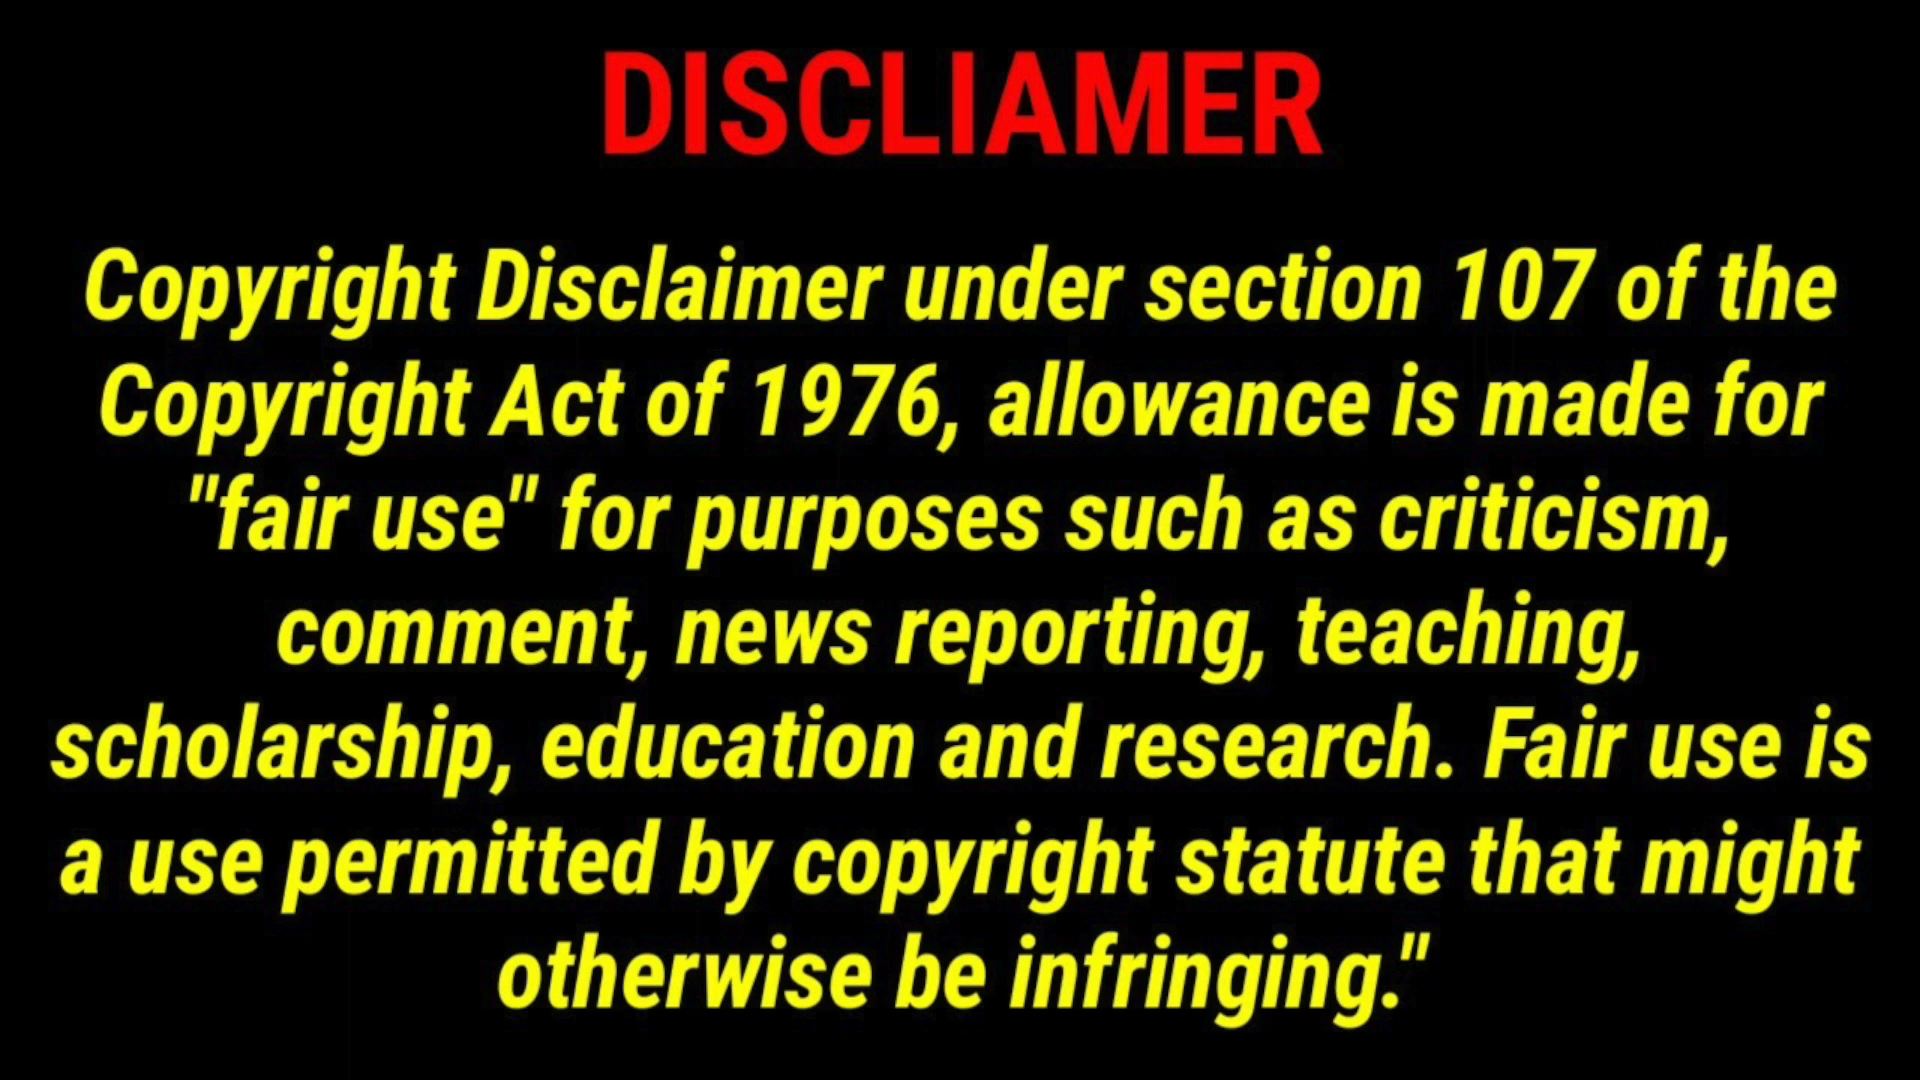 DISCLIAMER
Copyright Disclaimer under section 107 of the
Copyright Act of 1976, allowance is made for
"fair use" for purposes such as criticism,
comment, news reporting, teaching,
scholarship, education and research. Fair use is
a use permitted by copyright statute that might
otherwise be infringing."